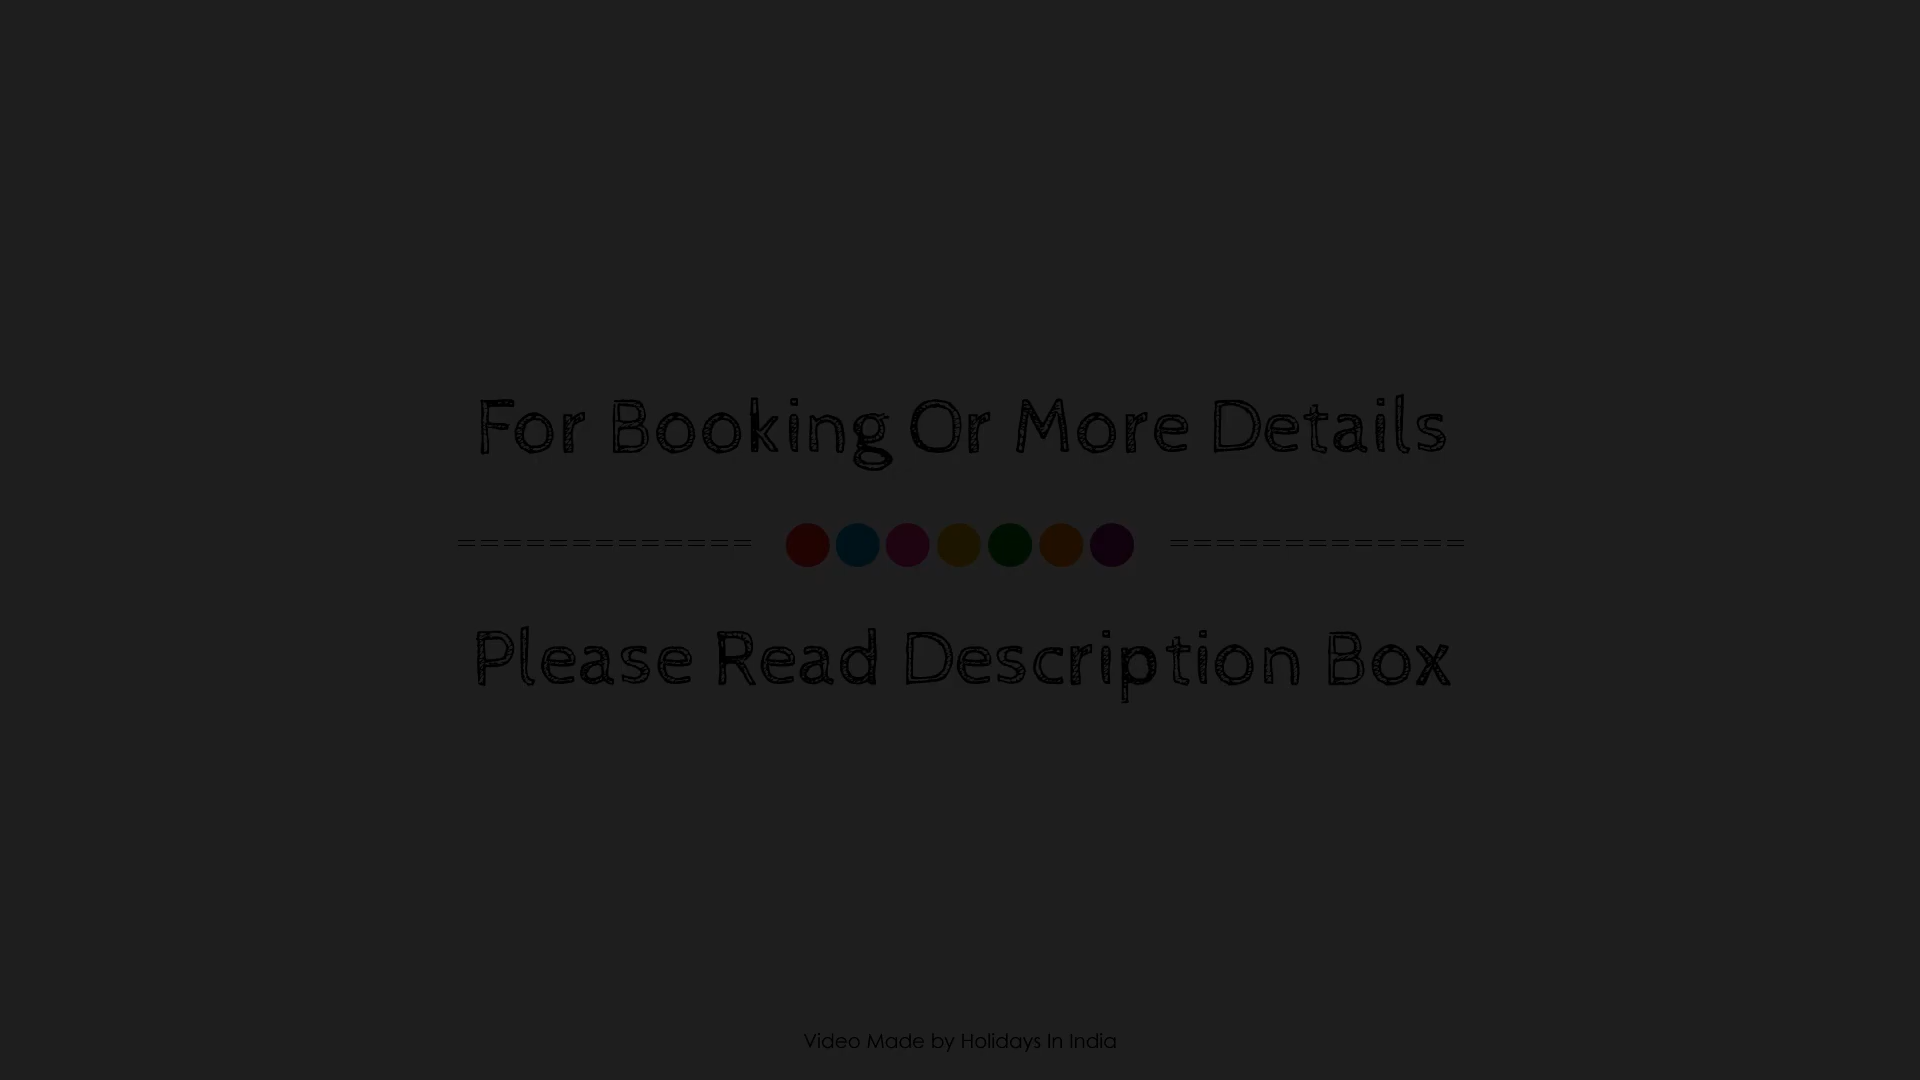 For Booking Or More Details
============= =============
Please Read Description Box
Video Made by Holidays In India